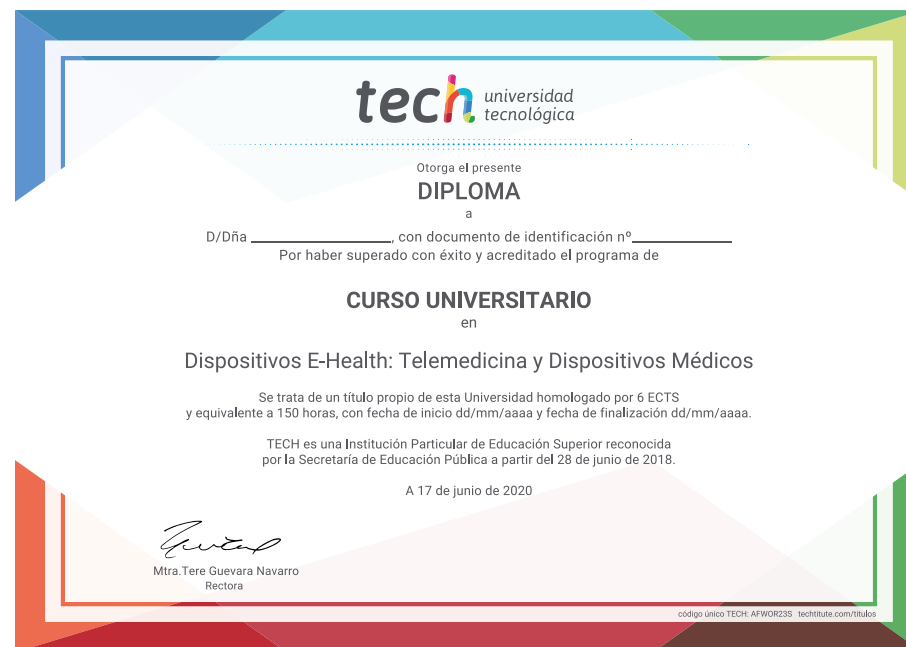 tech universidad
tecnológica
Otorga el presente
DIPLOMA
a
D/Dña ____________________, con documento de identificación nº______________
Por haber superado con éxito y acreditado el programa de
CURSO UNIVERSITARIO
en
Dispositivos E-Health: Telemedicina y Dispositivos Médicos
Se trata de un título propio de esta Universidad homologado por 6 ECTS
y equivalente a 150 horas, con fecha de inicio dd/mm/aaaa y fecha de finalización dd/mm/aaaa.
TECH es una Institución Particular de Educación Superior reconocida
por la Secretaría de Educación Pública a partir del 28 de junio de 2018.
A 17 de junio de 2020
Mtra.Tere Guevara Navarro
Rectora
código único TECH: AFWOR23S techtitute.com/titulos